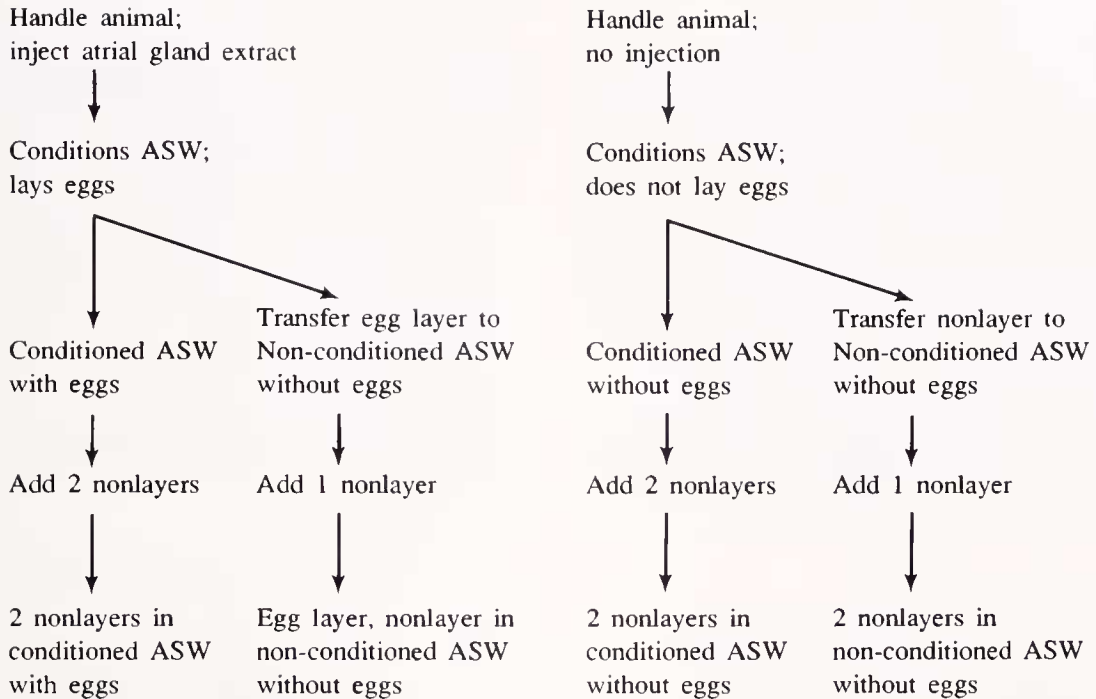 Handle animal;
inject atrial gland extract
Conditions ASW;
lays eggs
Conditioned ASW
with eggs
Add 2 nonlayers
2 nonlayers in
conditioned ASW
with eggs
Transfer egg layer to
Non-conditioned ASW
without eggs
Add 1 nonlayer
Egg layer, nonlayer in
non-conditioned ASW
without eggs
Handle animal;
no injection
Conditions ASW;
does not lay eggs
Conditioned ASW
without eggs
Add 2 nonlayers
2 nonlayers in
conditioned ASW
without eggs
Transfer nonlayer to
Non-conditioned ASW
without eggs
Add 1 nonlayer
2 nonlayers in
non-conditioned ASW
without eggs